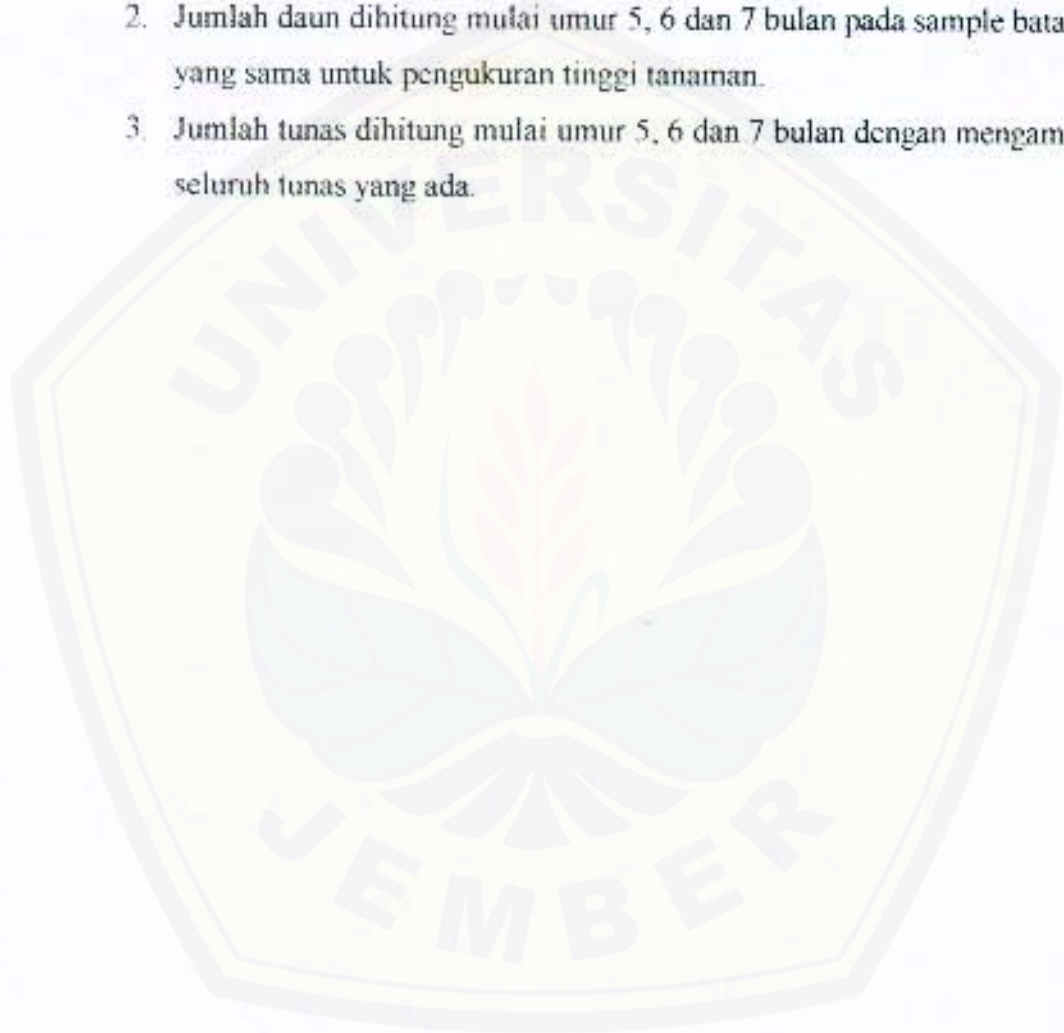 2. Jumlah daun dihitung mulai umur 5, 6 dan 7 bulan pada sample bata
yang sama untuk pengukuran tinggi tanaman.
3. Jumlah tunas dihitung mulai umur 5, 6 dan 7 bulan dengan mengam
seluruh tunas yang ada.
UNIVERSITAS
JEMBER